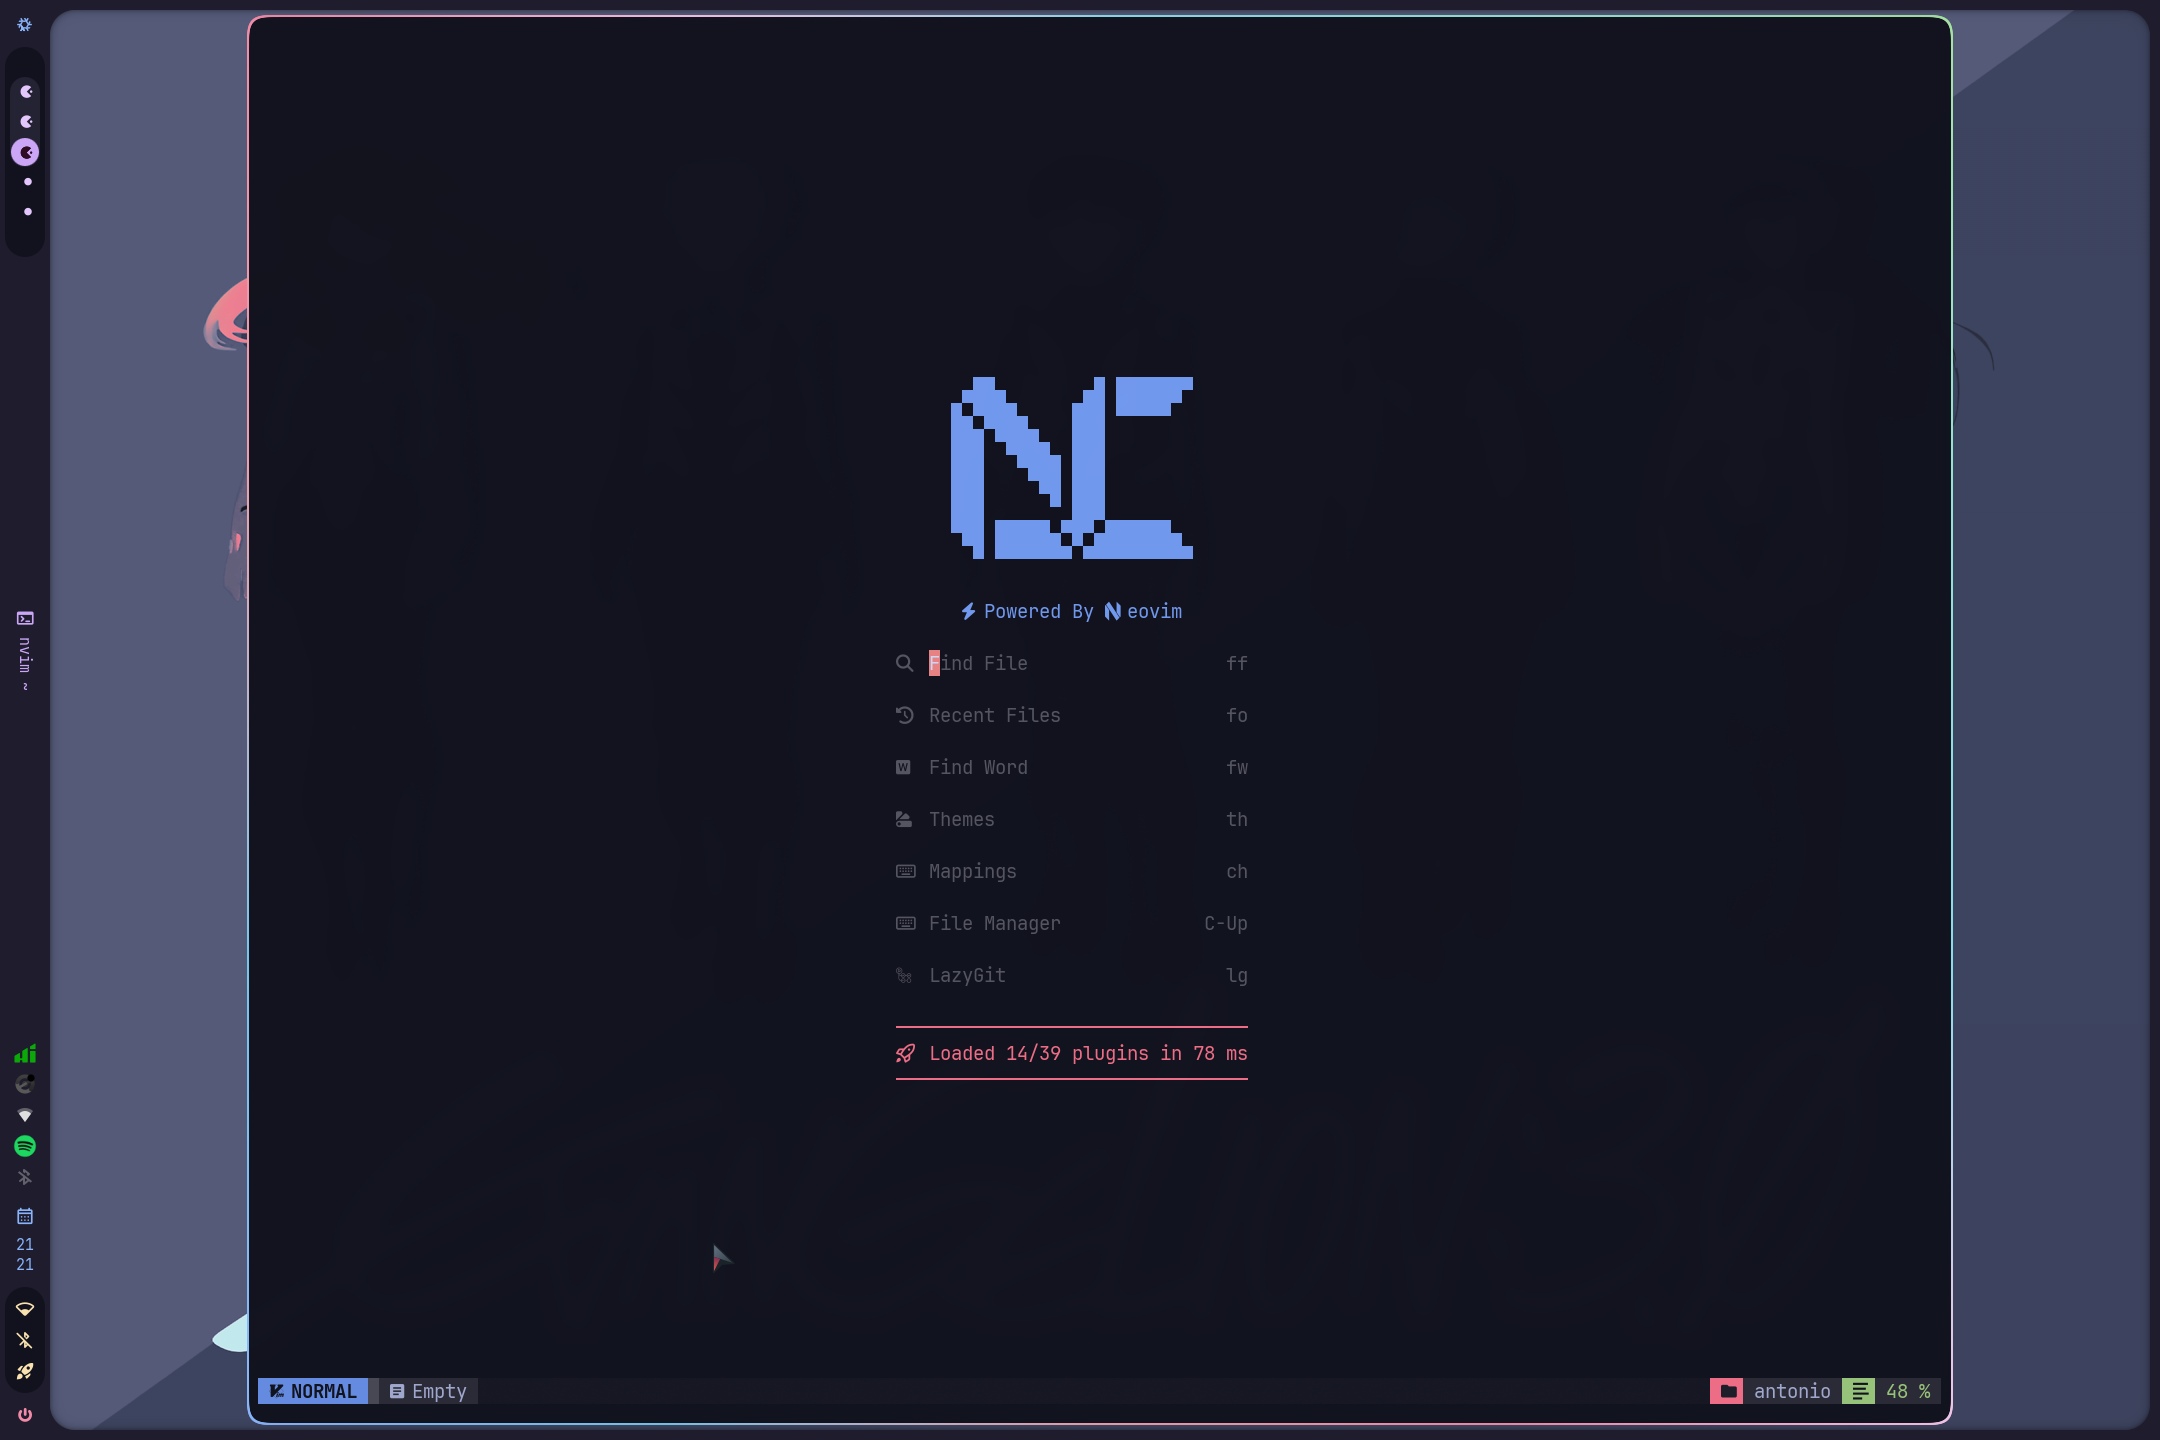 nvim ~
21
21
Powered By Neovim
Find File ff
Recent Files fo
Find Word fw
Themes th
Mappings ch
File Manager C-Up
LazyGit lg
Loaded 14/39 plugins in 78 ms
NORMAL Empty antonio 48 %